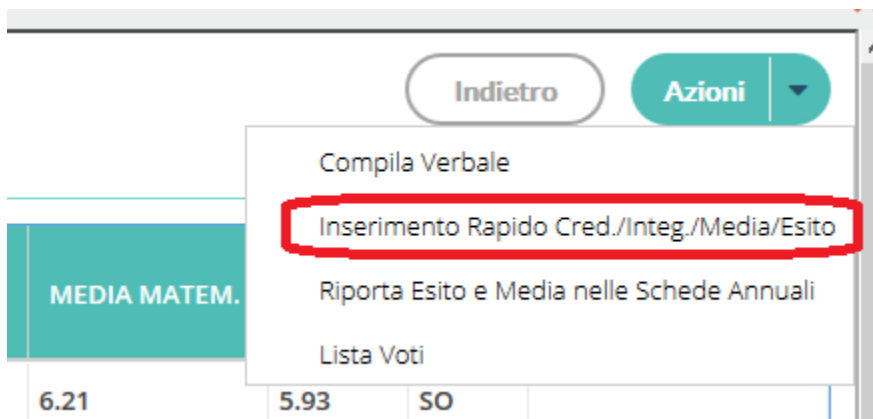 Indietro
Azioni
Compila Verbale
Inserimento Rapido Cred./Integ./Media/Esito
MEDIA MATEM.
Riporta Esito e Media nelle Schede Annuali
Lista Voti
6.21 5.93 SO